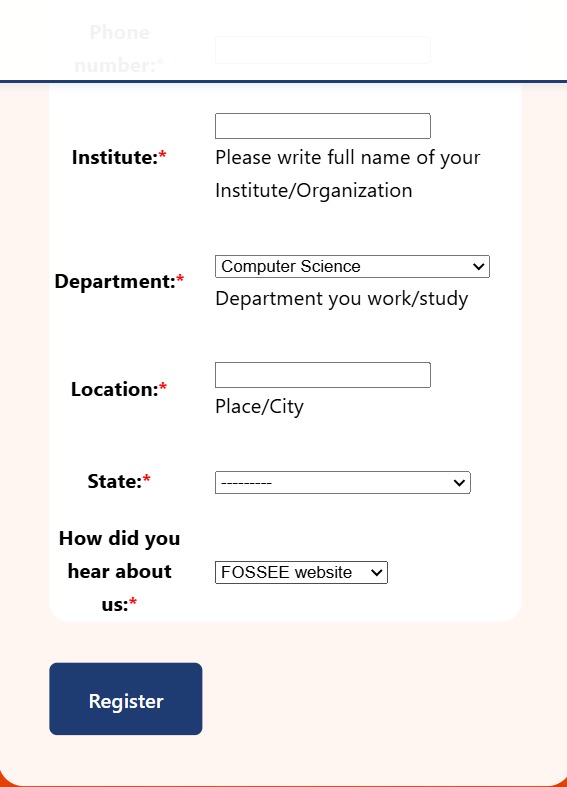 Phone
number:*
Institute:*
Please write full name of your
Institute/Organization
Department:*
Computer Science
Department you work/study
Location:*
Place/City
State:*
---------
How did you
hear about
us:*
FOSSEE website
Register